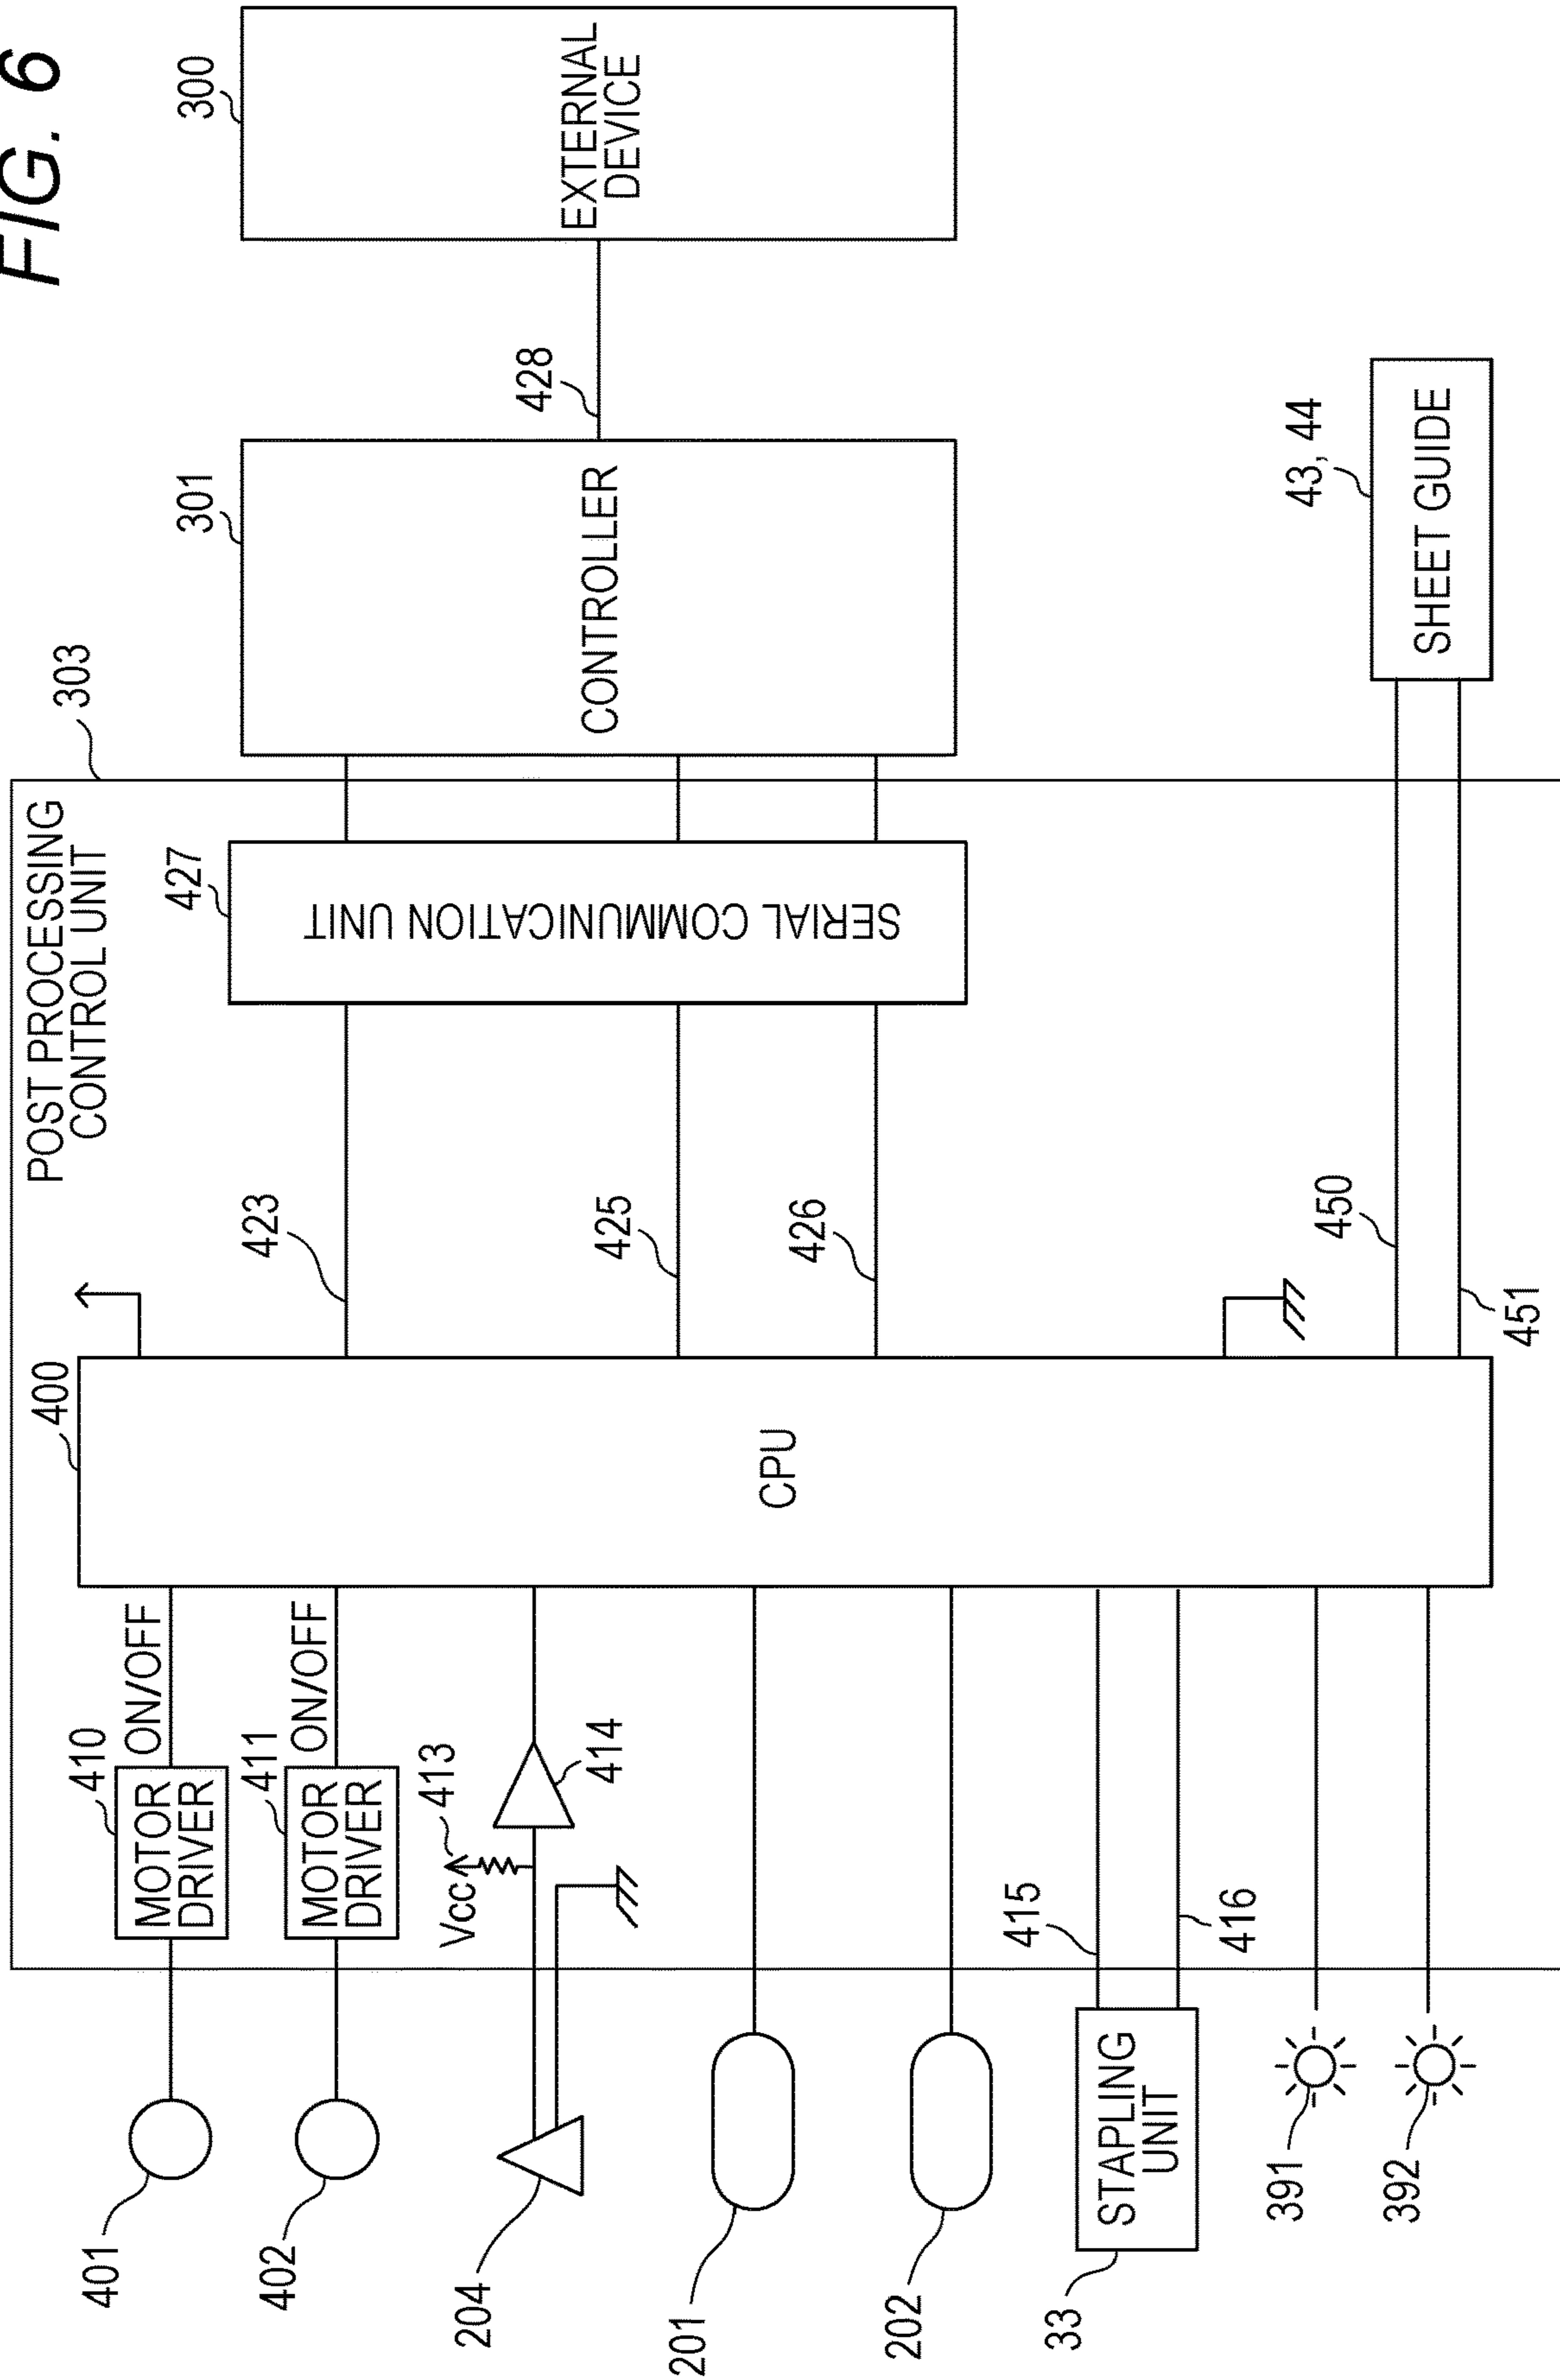 FIG. 6
POST PROCESSING
CONTROL UNIT
303
401
410
MOTOR
DRIVER
ON/OFF
400
CPU
402
411
MOTOR
DRIVER
ON/OFF
423
427
SERIAL COMMUNICATION UNIT
301
CONTROLLER
300
EXTERNAL
DEVICE
428
204
Vcc
413
414
425
426
201
202
33
STAPLING
UNIT
415
416
391
392
450
451
43, 44
SHEET GUIDE